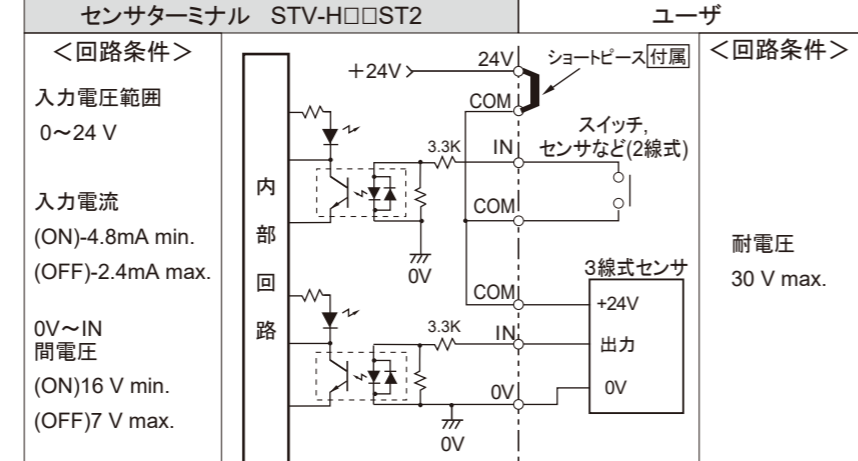 センサターミナル STV-H□□ST2
ユーザ
＜回路条件＞
入力電圧範囲
0～24 V
入力電流
(ON)-4.8mA min.
(OFF)-2.4mA max.
0V～IN
間電圧
(ON)16 V min.
(OFF)7 V max.
内
部
回
路
+24V
24V
ショートピース付属
COM
スイッチ,
センサなど(2線式)
3.3K
IN
COM
0V
3線式センサ
COM
+24V
3.3K
IN
出力
0V
0V
0V
＜回路条件＞
耐電圧
30 V max.